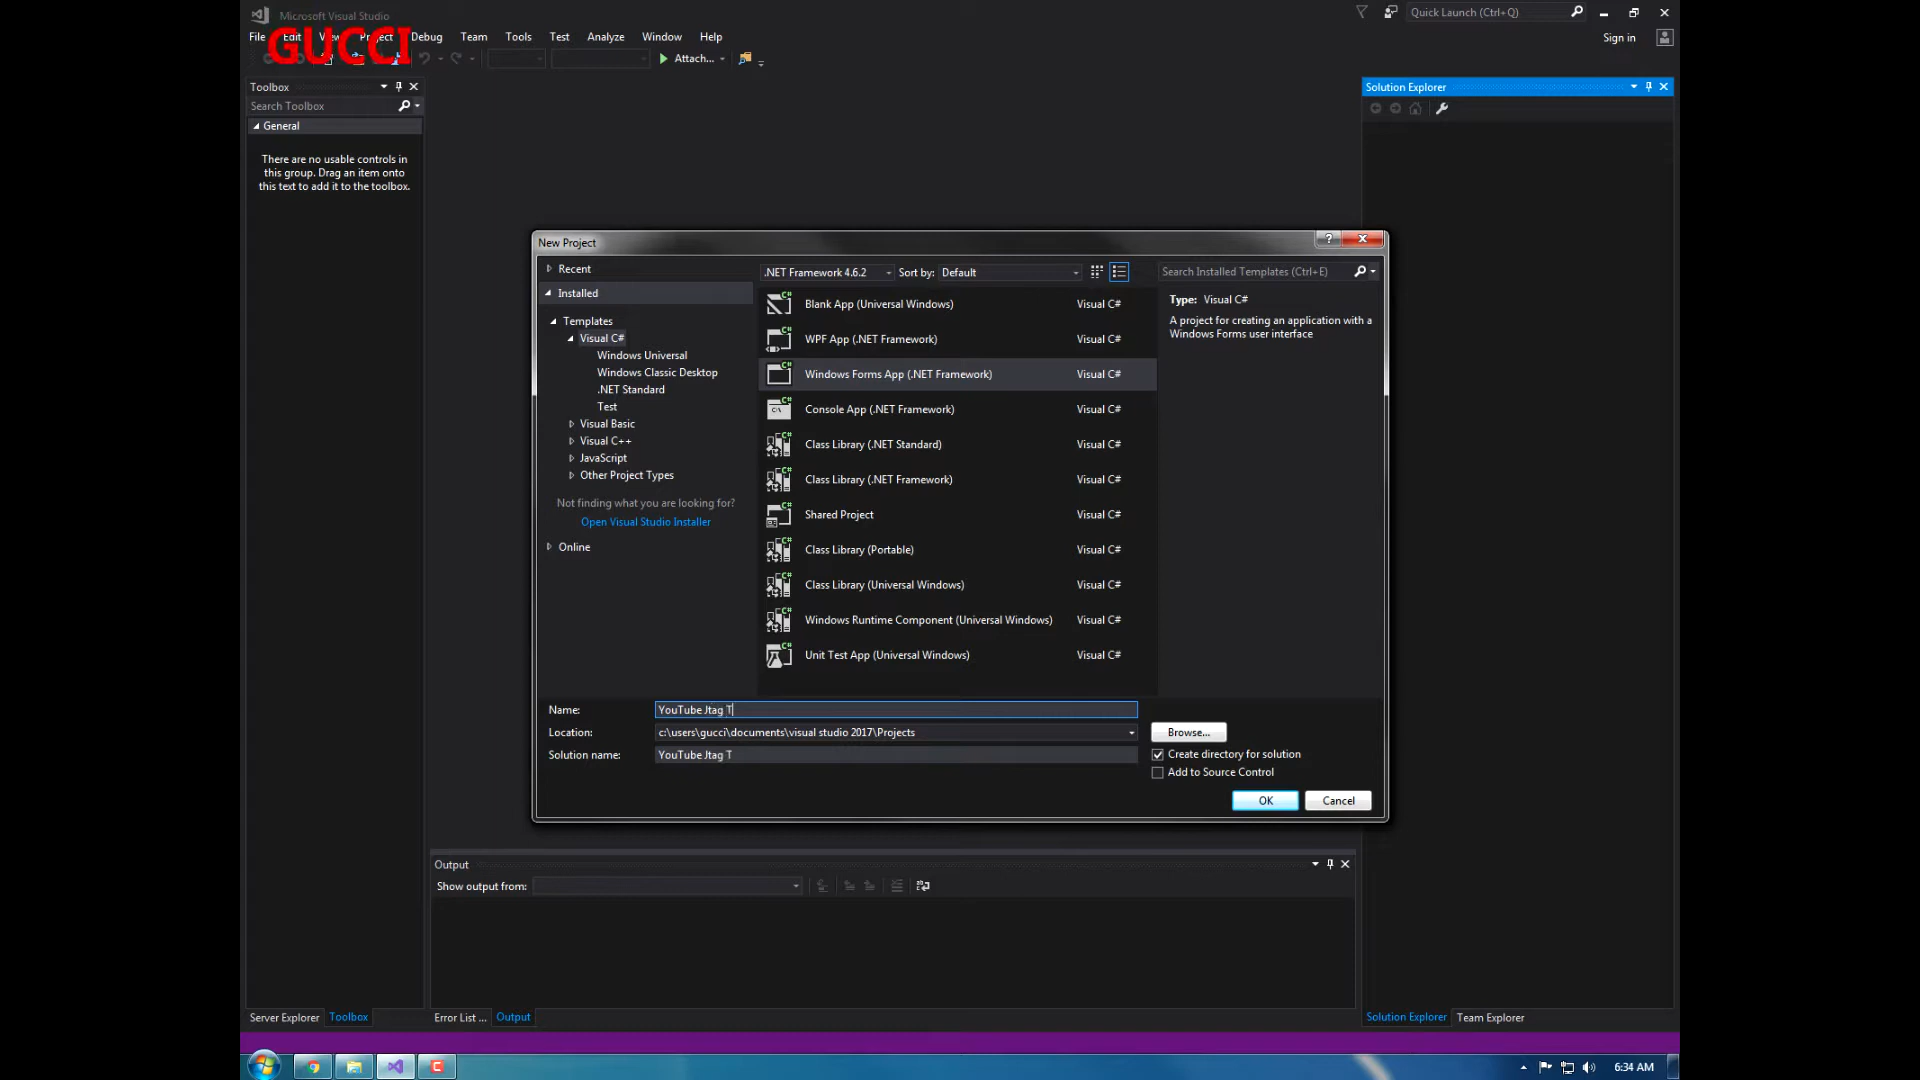 Microsoft Visual Studio
Quick Launch (Ctrl+Q)
File Edit View Project Debug Team Tools Test Analyze Window Help
Sign in
GUCCI
Attach...
Toolbox
Search Toolbox
General
There are no usable controls in
this group. Drag an item onto
this text to add it to the toolbox.
Solution Explorer
New Project
Recent
Installed
Templates
Visual C#
Windows Universal
Windows Classic Desktop
.NET Standard
Test
Visual Basic
Visual C++
JavaScript
Other Project Types
Not finding what you are looking for?
Open Visual Studio Installer
Online
.NET Framework 4.6.2 Sort by: Default
Search Installed Templates (Ctrl+E)
Blank App (Universal Windows) Visual C#
WPF App (.NET Framework) Visual C#
Windows Forms App (.NET Framework) Visual C#
Console App (.NET Framework) Visual C#
Class Library (.NET Standard) Visual C#
Class Library (.NET Framework) Visual C#
Shared Project Visual C#
Class Library (Portable) Visual C#
Class Library (Universal Windows) Visual C#
Windows Runtime Component (Universal Windows) Visual C#
Unit Test App (Universal Windows) Visual C#
Type: Visual C#
A project for creating an application with a
Windows Forms user interface
Name: YouTube Jtag T
Location: c:\users\gucci\documents\visual studio 2017\Projects
Browse...
Solution name: YouTube Jtag T
Create directory for solution
Add to Source Control
OK Cancel
Output
Show output from:
Server Explorer Toolbox
Error List ... Output
Solution Explorer Team Explorer
6:34 AM